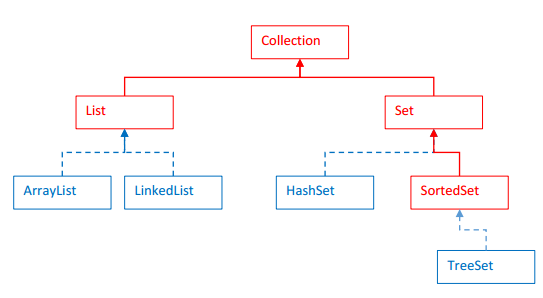 Collection
List
Set
ArrayList
LinkedList
HashSet
SortedSet
TreeSet